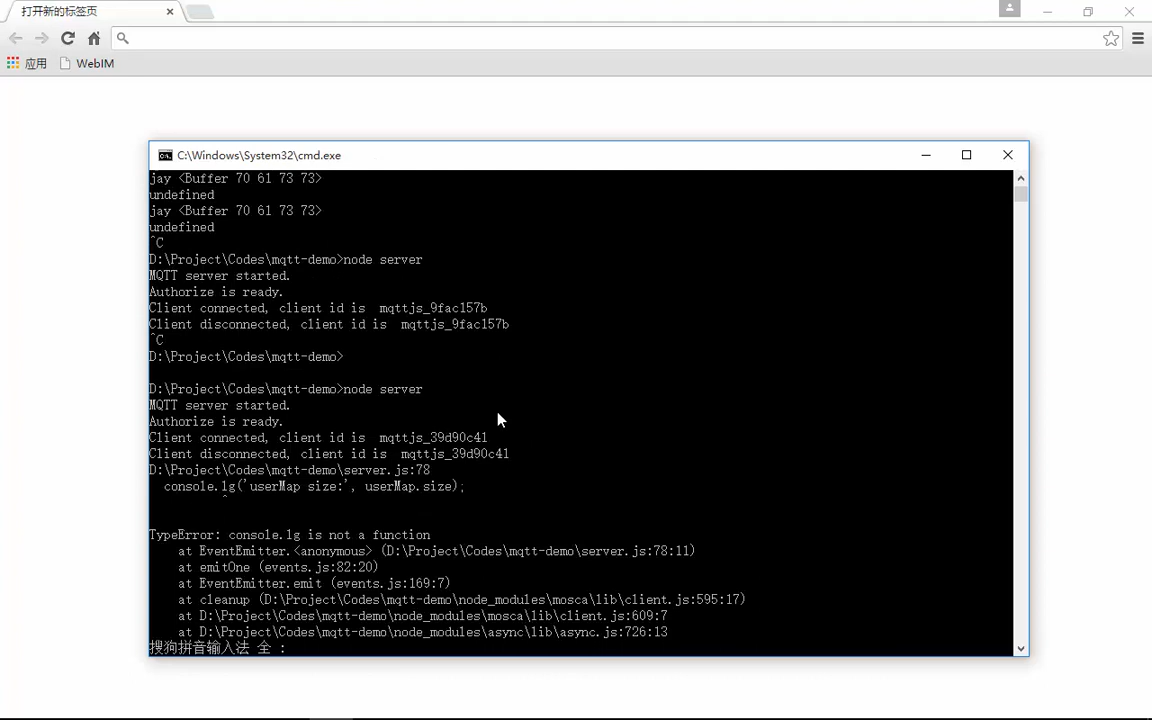 打开新的标签页
应用 WebIM
C:\Windows\System32\cmd.exe
jay <Buffer 70 61 73 73>
undefined
jay <Buffer 70 61 73 73>
undefined
^C
D:\Project\Codes\mqtt-demo>node server
MQTT server started.
Authorize is ready.
Client connected, client id is  mqttjs_9fac157b
Client disconnected, client id is  mqttjs_9fac157b
^C
D:\Project\Codes\mqtt-demo>
D:\Project\Codes\mqtt-demo>node server
MQTT server started.
Authorize is ready.
Client connected, client id is  mqttjs_39d90c41
Client disconnected, client id is  mqttjs_39d90c41
D:\Project\Codes\mqtt-demo\server.js:78
  console.lg('userMap size:', userMap.size);
          ^
TypeError: console.lg is not a function
    at EventEmitter.<anonymous> (D:\Project\Codes\mqtt-demo\server.js:78:11)
    at emitOne (events.js:82:20)
    at EventEmitter.emit (events.js:169:7)
    at cleanup (D:\Project\Codes\mqtt-demo\node_modules\mosca\lib\client.js:595:17)
    at D:\Project\Codes\mqtt-demo\node_modules\mosca\lib\client.js:609:7
    at D:\Project\Codes\mqtt-demo\node_modules\async\lib\async.js:726:13
搜狗拼音输入法 全 :